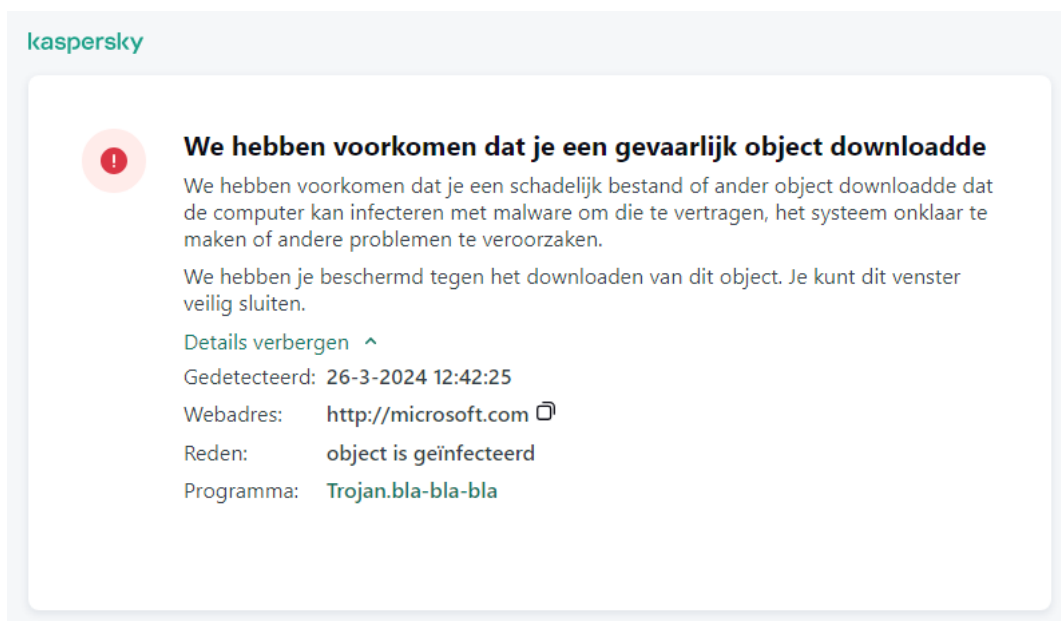 kaspersky
We hebben voorkomen dat je een gevaarlijk object downloadde
We hebben voorkomen dat je een schadelijk bestand of ander object downloadde dat
de computer kan infecteren met malware om die te vertragen, het systeem onklaar te
maken of andere problemen te veroorzaken.
We hebben je beschermd tegen het downloaden van dit object. Je kunt dit venster
veilig sluiten.
Details verbergen
Gedetecteerd: 26-3-2024 12:42:25
Webadres: http://microsoft.com
Reden: object is geïnfecteerd
Programma: Trojan.bla-bla-bla